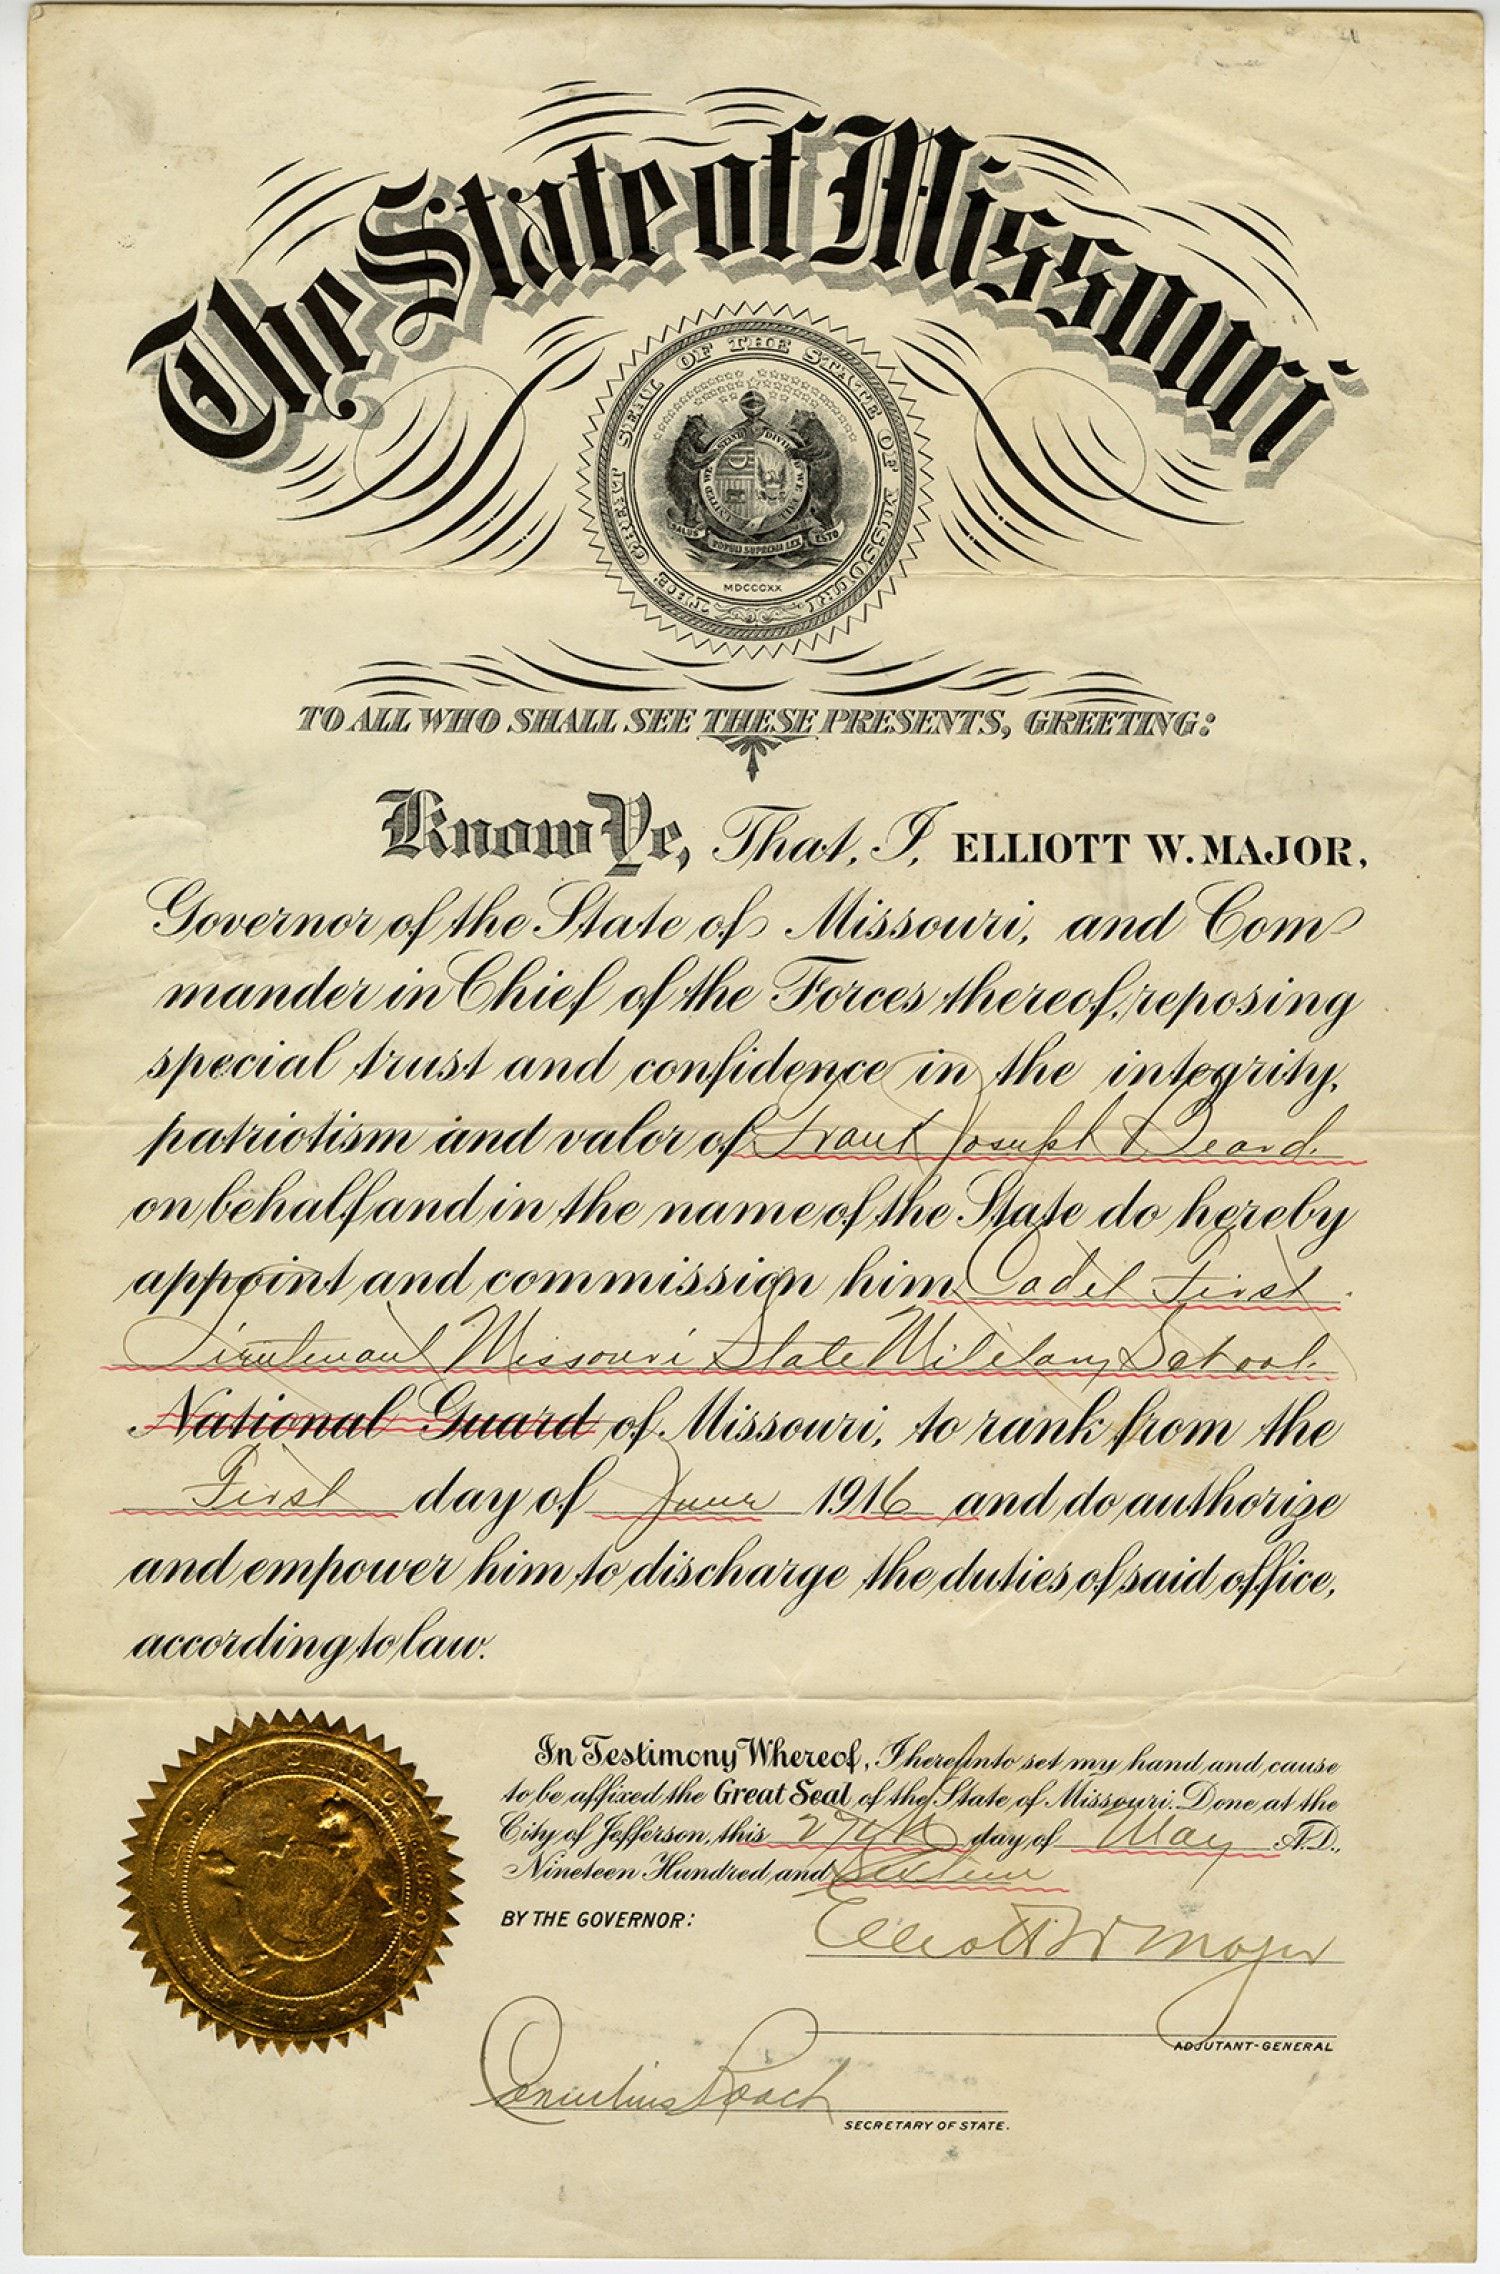 The State of Missouri
THE GREAT SEAL OF THE STATE OF MISSOURI
UNITED WE STAND DIVIDED WE FALL
SALUS POPULI SUPREMA LEX ESTO
MDCCCXX
TO ALL WHO SHALL SEE THESE PRESENTS, GREETING:
Know Ye, That, I, ELLIOTT W. MAJOR,
Governor of the State of Missouri, and Com
mander in Chief of the Forces thereof, reposing
special trust and confidence in the integrity,
patriotism and valor of Frank Joseph Beard.
on behalf and in the name of the State do hereby
appoint and commission him Cadet First
Lieutenant Missouri State Military School.
National Guard of Missouri, to rank from the
First day of June 1916 and do authorize
and empower him to discharge the duties of said office,
according to law.
In Testimony Whereof, I hereunto set my hand and cause
to be affixed the Great Seal of the State of Missouri. Done at the
City of Jefferson, this 27th day of May A.D.,
Nineteen Hundred and Sixteen
BY THE GOVERNOR:
Elliott W Major
ADJUTANT-GENERAL
Cornelius Roach
SECRETARY OF STATE.